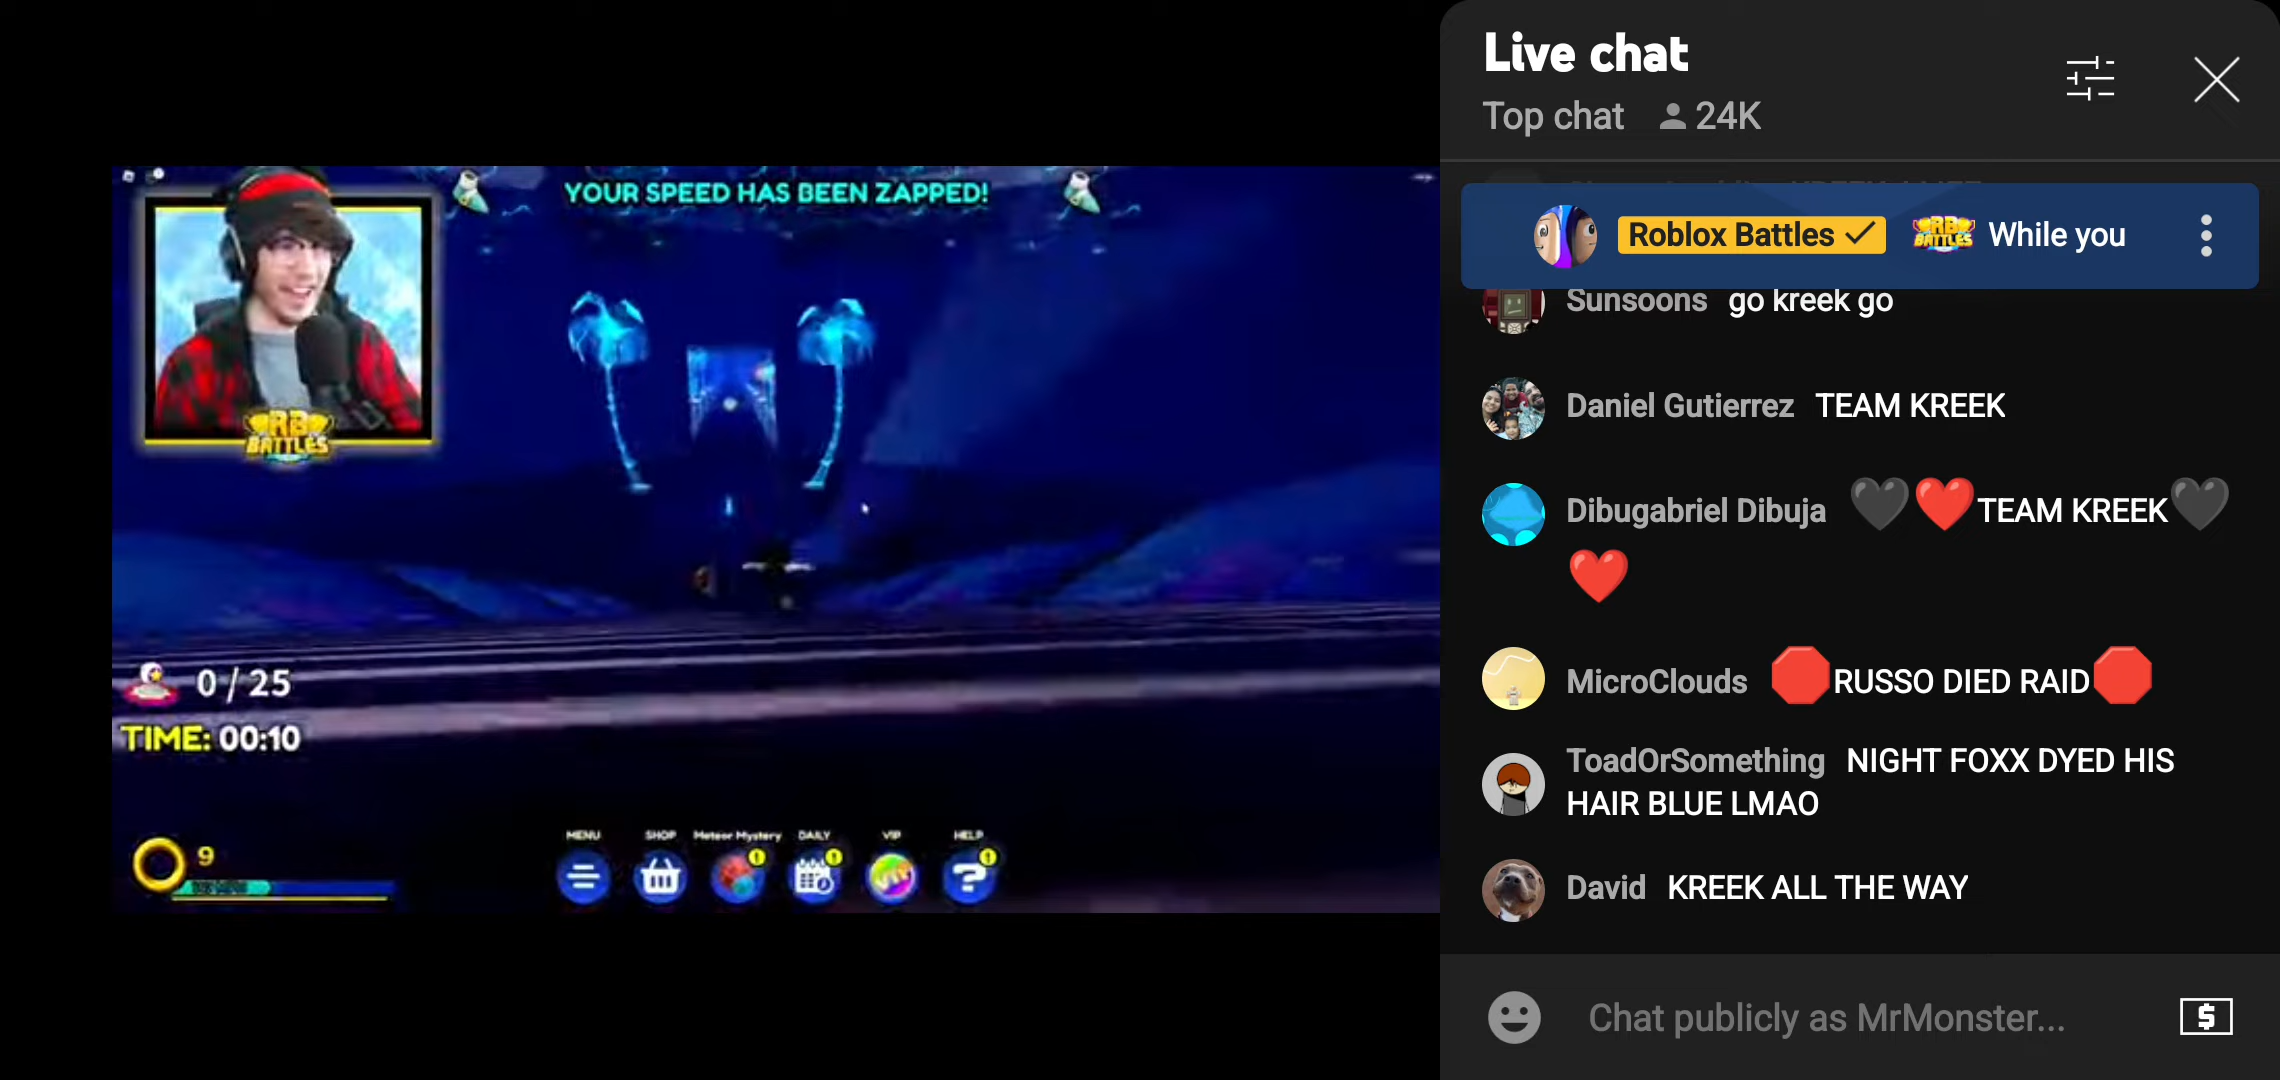 YOUR SPEED HAS BEEN ZAPPED!
RB
BATTLES
0 / 25
TIME: 00:10
9
MENU
SHOP
Meteor Mystery
DAILY
VIP
HELP
VIP
Live chat
Top chat 24K
Roblox Battles RB BATTLES While you
Sunsoons go kreek go
Daniel Gutierrez TEAM KREEK
Dibugabriel Dibuja 🖤❤️TEAM KREEK🖤
❤️
MicroClouds 🛑RUSSO DIED RAID🛑
ToadOrSomething NIGHT FOXX DYED HIS
HAIR BLUE LMAO
David KREEK ALL THE WAY
Chat publicly as MrMonster...